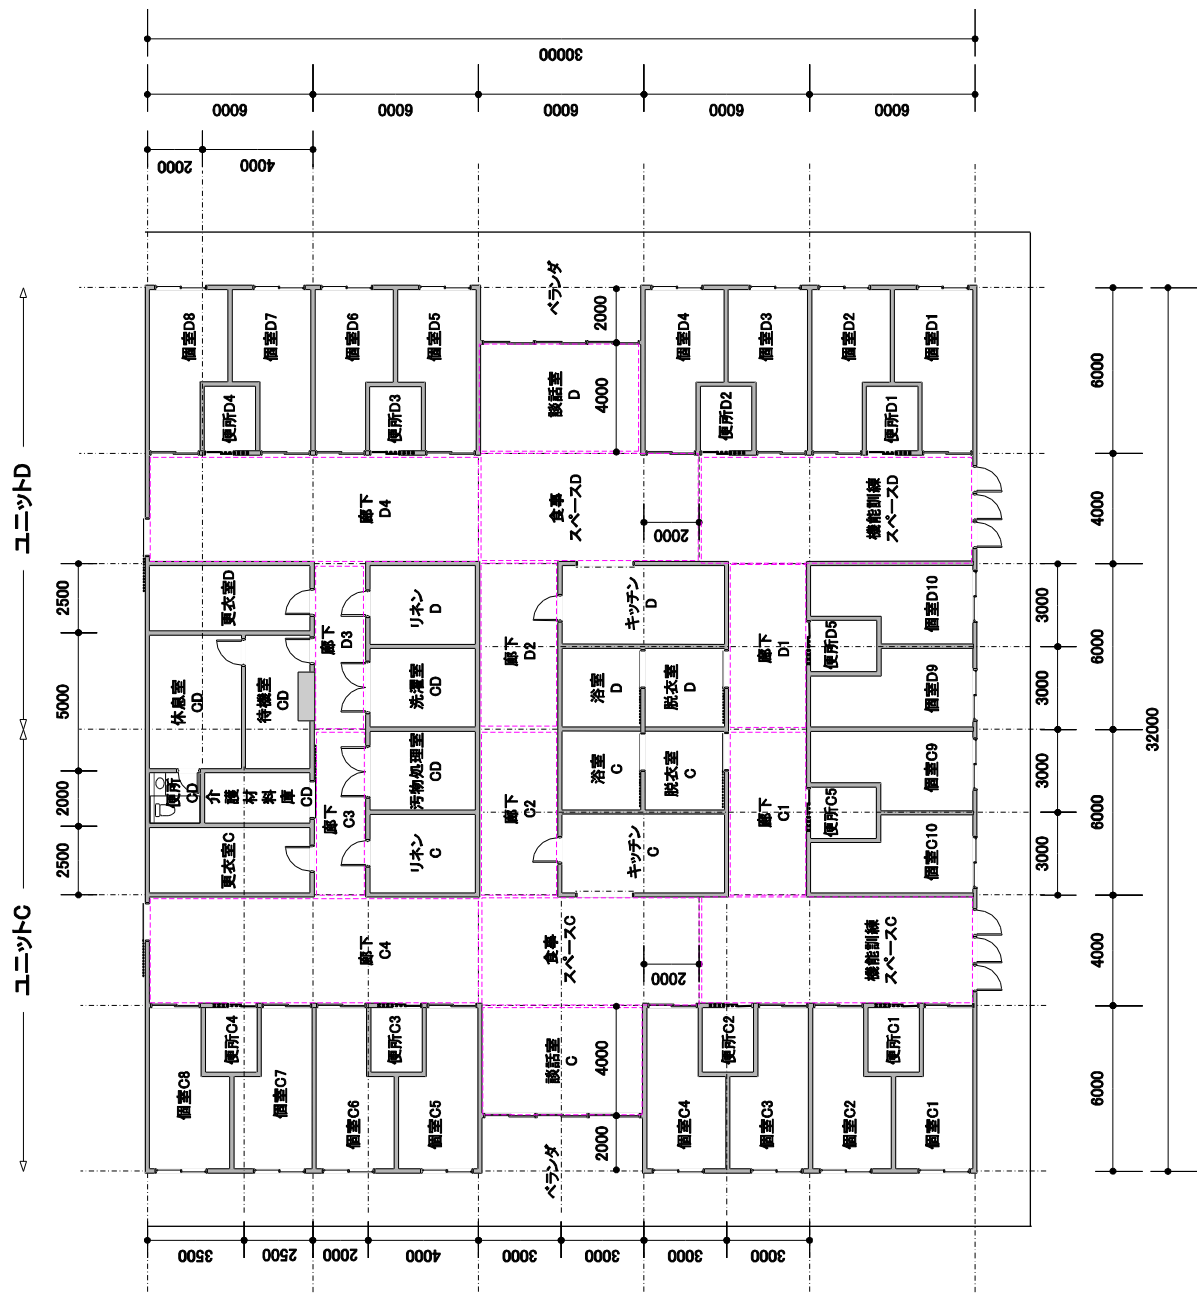 30000
6000
6000
6000
6000
6000
2000
4000
ユニットD
ユニットC
個室D8
個室D7
個室D6
個室D5
ベランダ
2000
個室D4
個室D3
個室D2
個室D1
便所D4
便所D3
談話室
D
4000
便所D2
便所D1
6000
廊下
D4
食事
スペースD
2000
機能訓練
スペースD
4000
2500
更衣室D
廊下
D3
リネン
D
廊下
D2
キッチン
D
廊下
D1
個室D10
便所D5
3000
6000
5000
休息室
CD
待機室
CD
洗濯室
CD
浴室
D
脱衣室
D
個室D9
3000
32000
2000
便所
CD
介護材料庫
CD
廊下
C3
汚物処理室
CD
廊下
C2
浴室
C
脱衣室
C
廊下
C1
個室C9
便所C5
3000
6000
2500
更衣室C
リネン
C
キッチン
C
個室C10
3000
廊下
C4
食事
スペースC
2000
機能訓練
スペースC
4000
便所C4
便所C3
談話室
C
4000
便所C2
便所C1
個室C8
個室C7
個室C6
個室C5
ベランダ
2000
個室C4
個室C3
個室C2
個室C1
6000
3500
2500
2000
4000
3000
3000
3000
3000